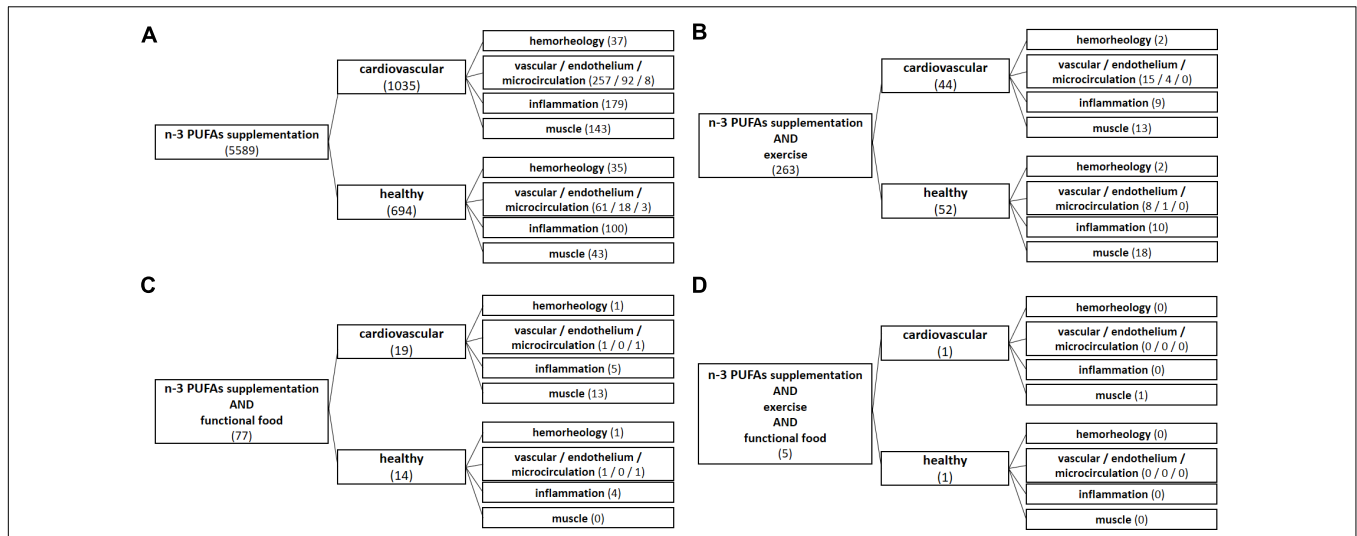 A
n-3 PUFAs supplementation
(5589)
cardiovascular
(1035)
hemorheology (37)
vascular / endothelium /
microcirculation (257 / 92 / 8)
inflammation (179)
muscle (143)
healthy
(694)
hemorheology (35)
vascular / endothelium /
microcirculation (61 / 18 / 3)
inflammation (100)
muscle (43)
B
n-3 PUFAs supplementation
AND
exercise
(263)
cardiovascular
(44)
hemorheology (2)
vascular / endothelium /
microcirculation (15 / 4 / 0)
inflammation (9)
muscle (13)
healthy
(52)
hemorheology (2)
vascular / endothelium /
microcirculation (8 / 1 / 0)
inflammation (10)
muscle (18)
C
n-3 PUFAs supplementation
AND
functional food
(77)
cardiovascular
(19)
hemorheology (1)
vascular / endothelium /
microcirculation (1 / 0 / 1)
inflammation (5)
muscle (13)
healthy
(14)
hemorheology (1)
vascular / endothelium /
microcirculation (1 / 0 / 1)
inflammation (4)
muscle (0)
D
n-3 PUFAs supplementation
AND
exercise
AND
functional food
(5)
cardiovascular
(1)
hemorheology (0)
vascular / endothelium /
microcirculation (0 / 0 / 0)
inflammation (0)
muscle (1)
healthy
(1)
hemorheology (0)
vascular / endothelium /
microcirculation (0 / 0 / 0)
inflammation (0)
muscle (0)